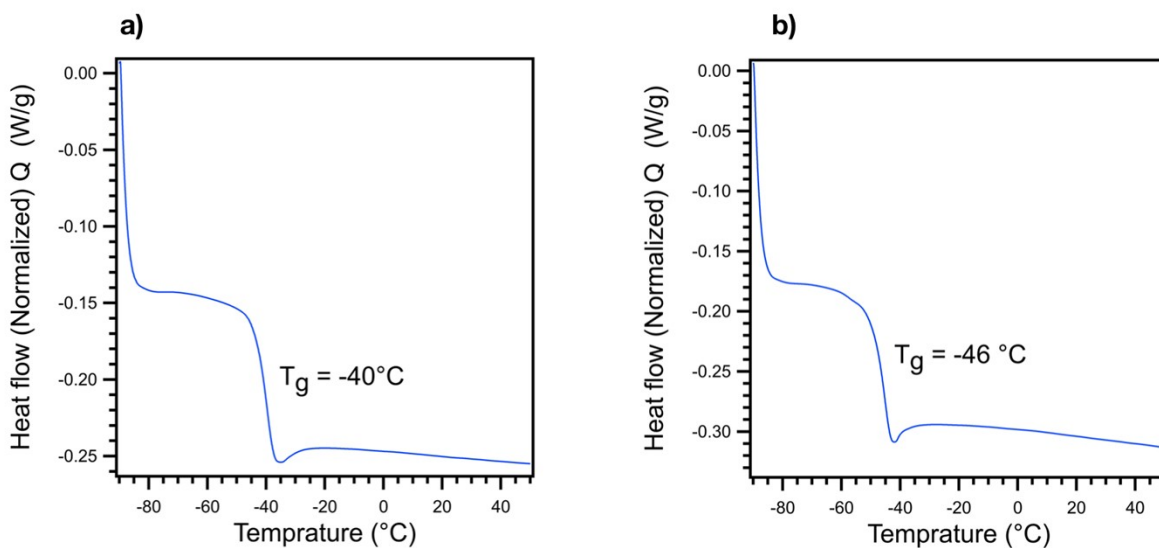 a)
Heat flow (Normalized) Q (W/g)
0.00
-0.05
-0.10
-0.15
-0.20
-0.25
Tg = -40°C
-80 -60 -40 -20 0 20 40
Temprature (°C)
b)
Heat flow (Normalized) Q (W/g)
0.00
-0.05
-0.10
-0.15
-0.20
-0.25
-0.30
Tg = -46 °C
-80 -60 -40 -20 0 20 40
Temprature (°C)